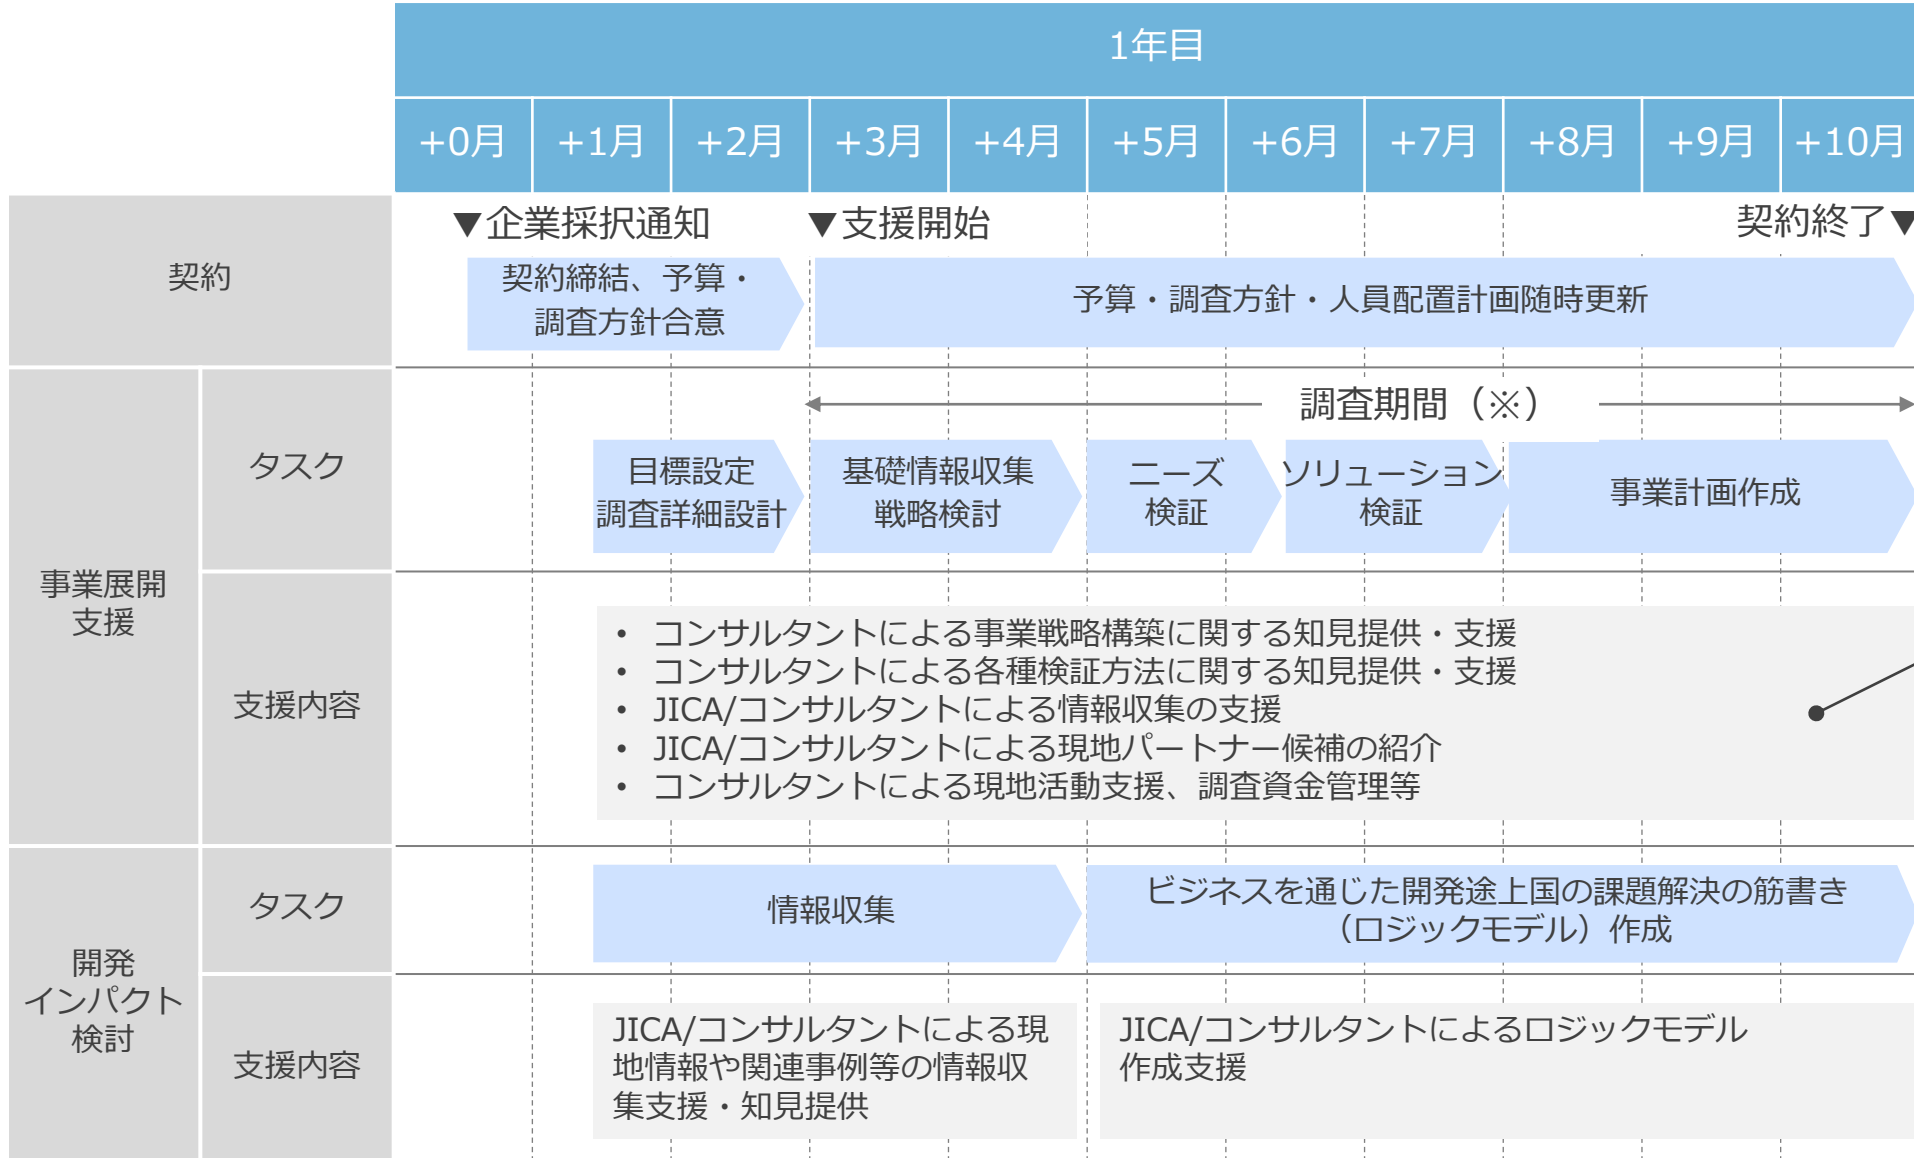 1年目
+0月 +1月 +2月 +3月 +4月 +5月 +6月 +7月 +8月 +9月 +10月
契約
▼企業採択通知
▼支援開始
契約終了▼
契約締結、予算・
調査方針合意
予算・調査方針・人員配置計画随時更新
事業展開
支援
タスク
調査期間（※）
目標設定
調査詳細設計
基礎情報収集
戦略検討
ニーズ
検証
ソリューション
検証
事業計画作成
支援内容
• コンサルタントによる事業戦略構築に関する知見提供・支援
• コンサルタントによる各種検証方法に関する知見提供・支援
• JICA/コンサルタントによる情報収集の支援
• JICA/コンサルタントによる現地パートナー候補の紹介
• コンサルタントによる現地活動支援、調査資金管理等
開発
インパクト
検討
タスク
情報収集
ビジネスを通じた開発途上国の課題解決の筋書き
（ロジックモデル）作成
支援内容
JICA/コンサルタントによる現
地情報や関連事例等の情報収
集支援・知見提供
JICA/コンサルタントによるロジックモデル
作成支援